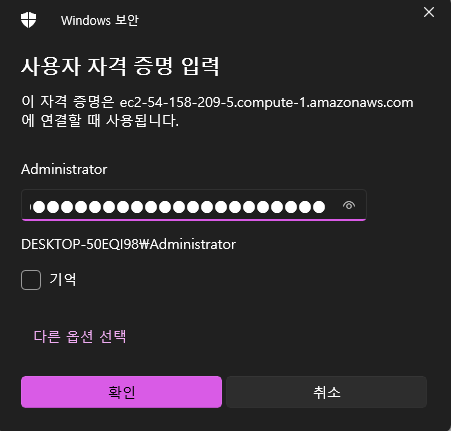 Windows 보안
사용자 자격 증명 입력
이 자격 증명은 ec2-54-158-209-5.compute-1.amazonaws.com
에 연결할 때 사용됩니다.
Administrator
●●●●●●●●●●●●●●●●●●●●●
DESKTOP-50EQI98₩Administrator
기억
다른 옵션 선택
확인
취소